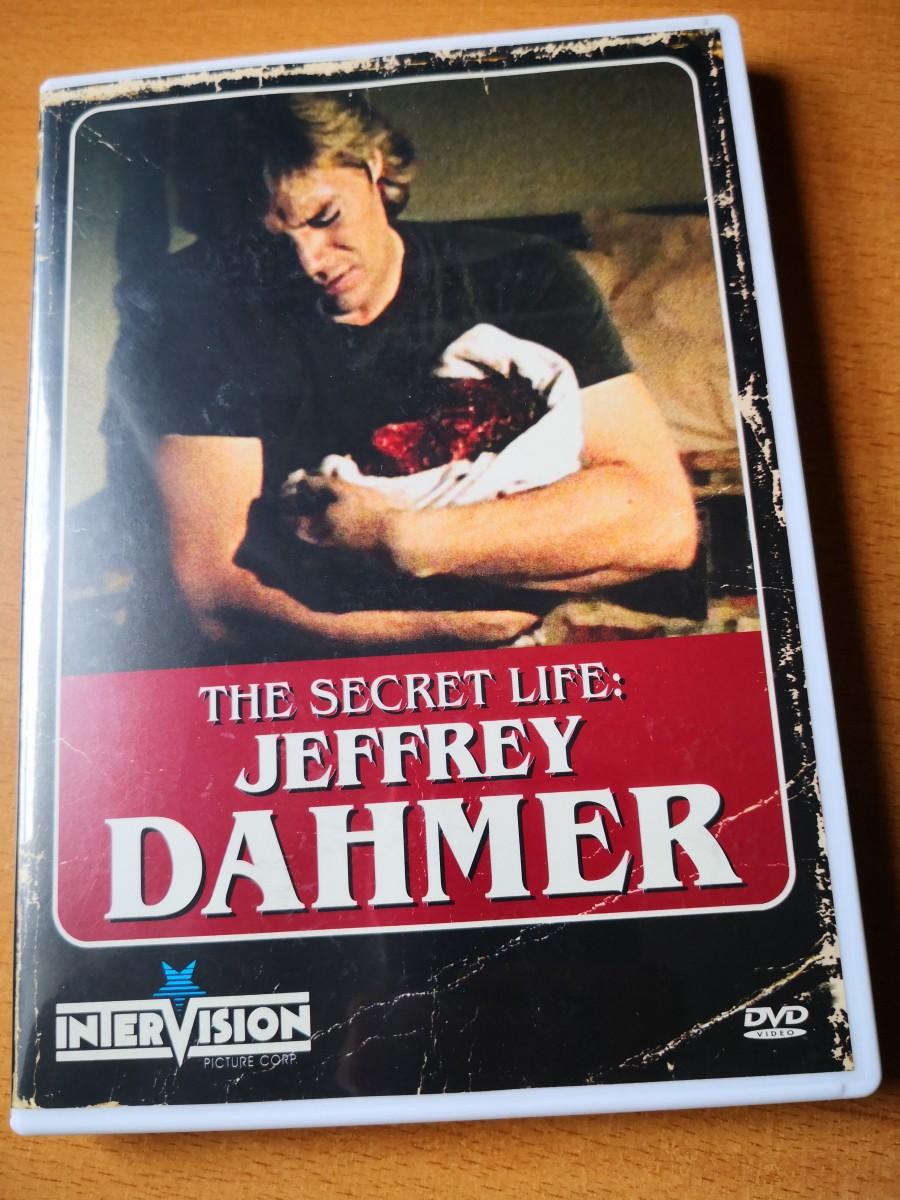 THE SECRET LIFE:
JEFFREY
DAHMER
INTERVISION
PICTURE CORP.
DVD
VIDEO